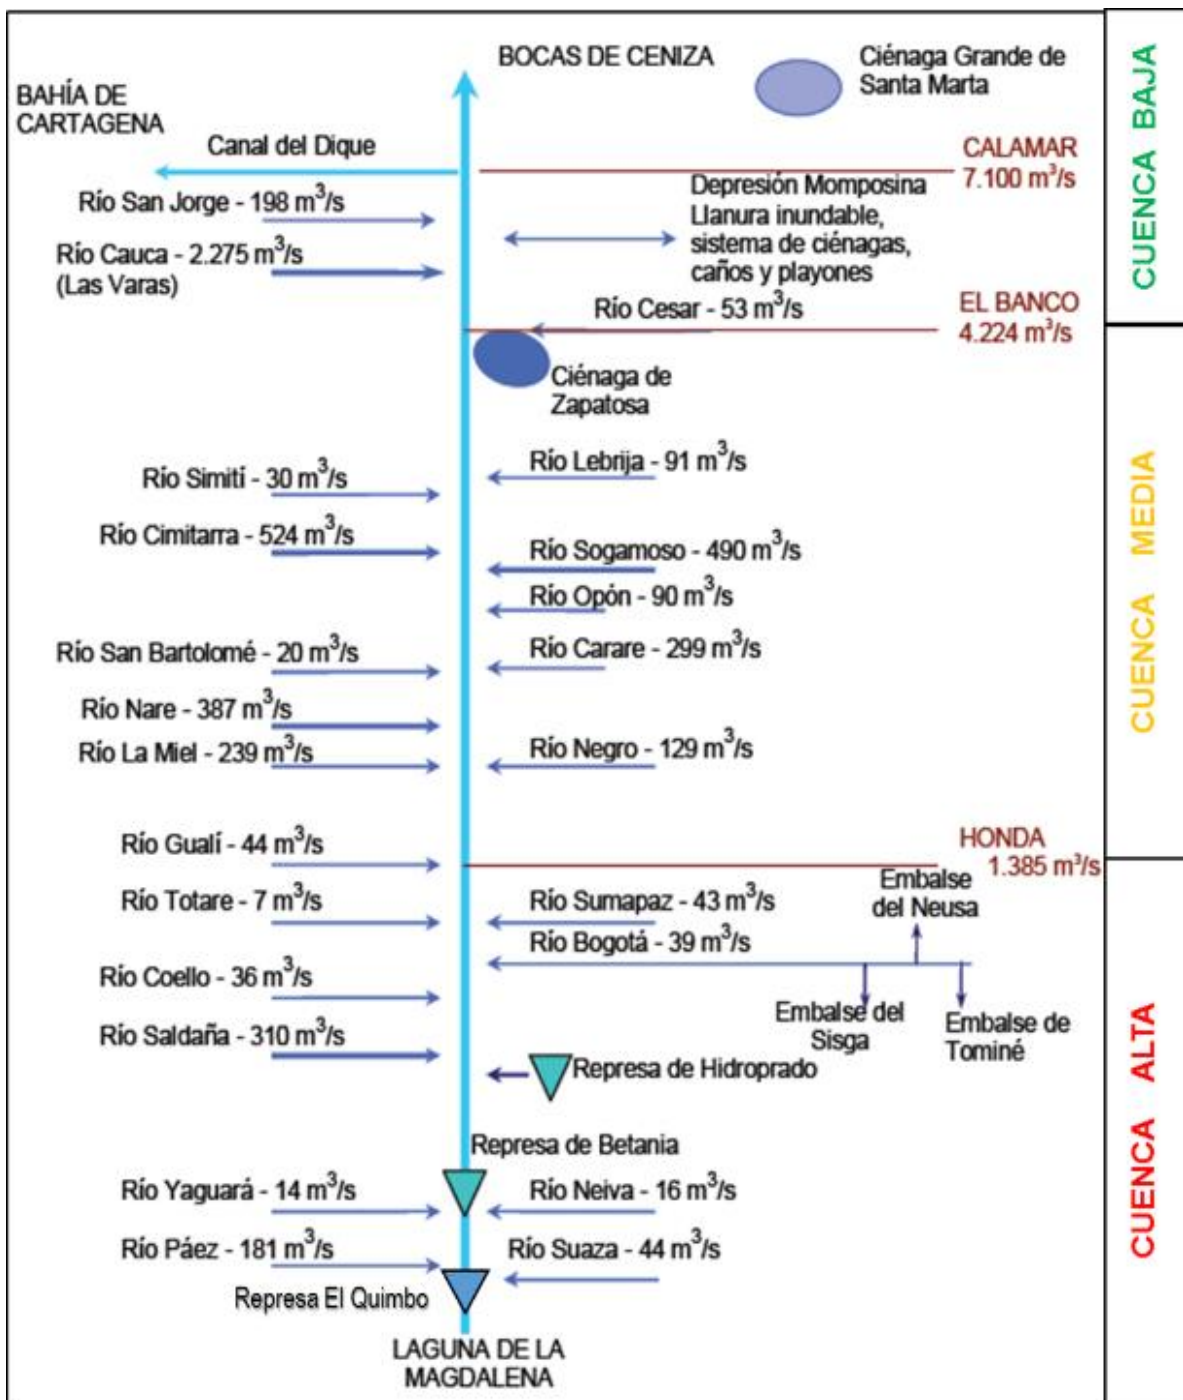 BOCAS DE CENIZA
Ciénaga Grande de
Santa Marta
BAHÍA DE
CARTAGENA
Canal del Dique
CALAMAR
7.100 m³/s
Río San Jorge - 198 m³/s
Depresión Momposina
Llanura inundable,
sistema de ciénagas,
caños y playones
Río Cauca - 2.275 m³/s
(Las Varas)
Río Cesar - 53 m³/s
EL BANCO
4.224 m³/s
CUENCA BAJA
Ciénaga de
Zapatosa
Río Lebrija - 91 m³/s
Río Simití - 30 m³/s
Río Cimitarra - 524 m³/s
Río Sogamoso - 490 m³/s
Río Opón - 90 m³/s
Río San Bartolomé - 20 m³/s
Río Carare - 299 m³/s
Río Nare - 387 m³/s
Río La Miel - 239 m³/s
Río Negro - 129 m³/s
CUENCA MEDIA
Río Gualí - 44 m³/s
HONDA
1.385 m³/s
Embalse
del Neusa
Río Totare - 7 m³/s
Río Sumapaz - 43 m³/s
Río Bogotá - 39 m³/s
Río Coello - 36 m³/s
Embalse del
Sisga
Embalse de
Tominé
Río Saldaña - 310 m³/s
Represa de Hidroprado
Represa de Betania
Río Yaguará - 14 m³/s
Río Neiva - 16 m³/s
Río Páez - 181 m³/s
Río Suaza - 44 m³/s
Represa El Quimbo
LAGUNA DE LA
MAGDALENA
CUENCA ALTA